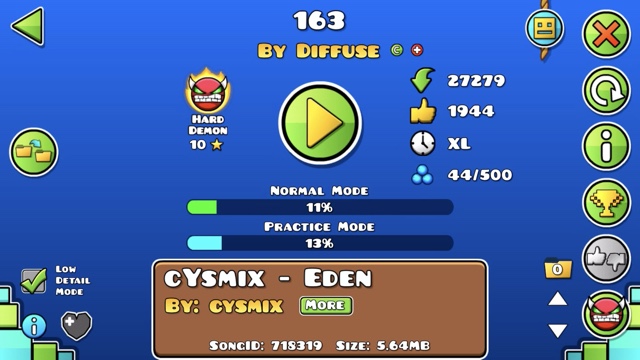 163
By Diffuse
Hard
Demon
10
27279
1944
XL
44/500
Normal Mode
11%
Practice Mode
13%
Low
Detail
Mode
0
cYsmix - Eden
By: cysmix
More
SongID: 718319 Size: 5.64MB